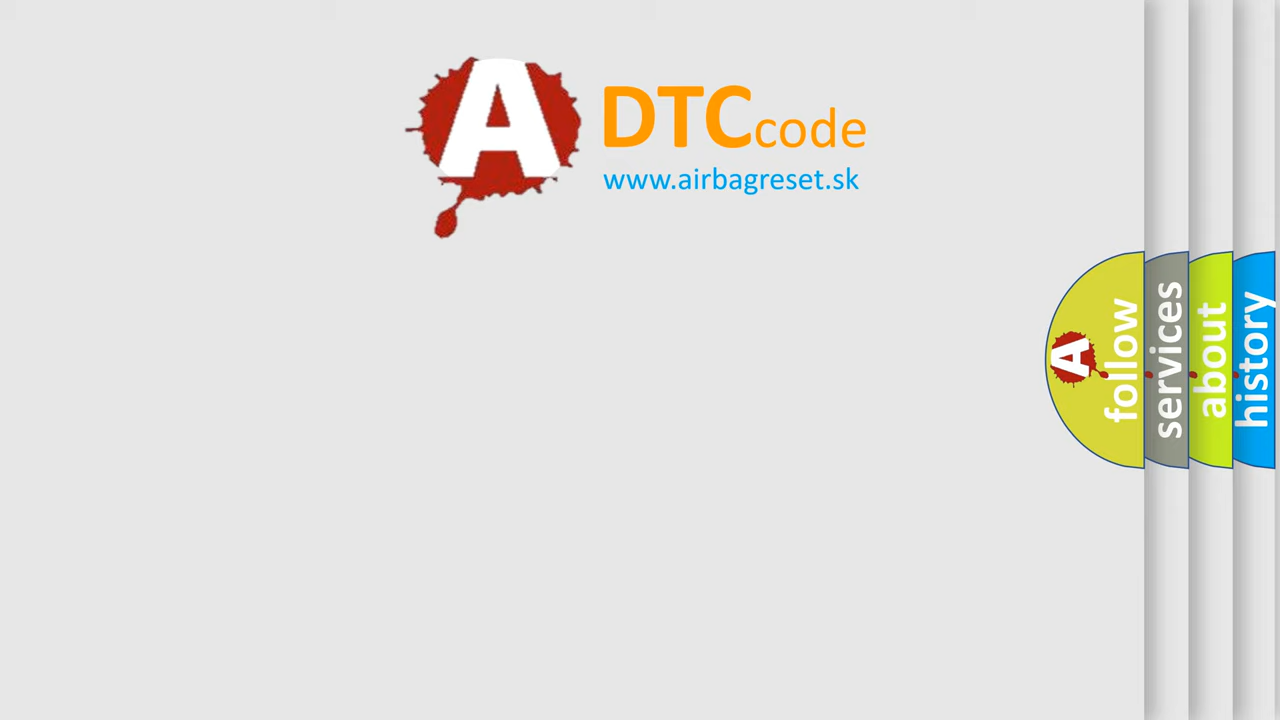 A
DTCcode
www.airbagreset.sk
A
follow
services
about
history